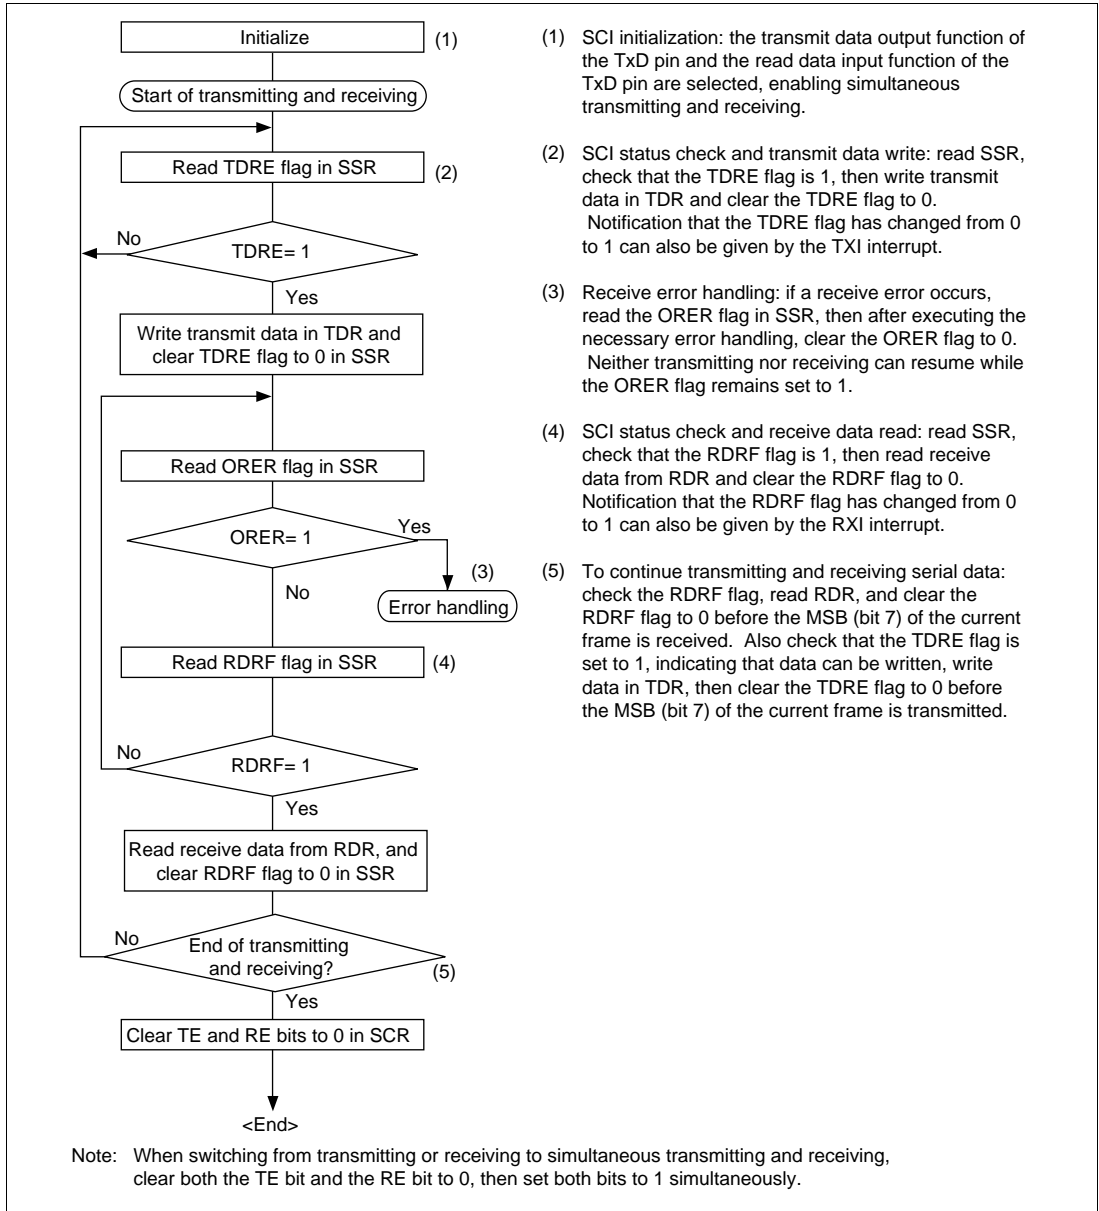 Initialize
(1)
Start of transmitting and receiving
Read TDRE flag in SSR
(2)
No
TDRE= 1
Yes
Write transmit data in TDR and
clear TDRE flag to 0 in SSR
Read ORER flag in SSR
Yes
ORER= 1
(3)
No
Error handling
Read RDRF flag in SSR
(4)
No
RDRF= 1
Yes
Read receive data from RDR, and
clear RDRF flag to 0 in SSR
No
End of transmitting
and receiving?
(5)
Yes
Clear TE and RE bits to 0 in SCR
<End>
(1) SCI initialization: the transmit data output function of
the TxD pin and the read data input function of the
TxD pin are selected, enabling simultaneous
transmitting and receiving.
(2) SCI status check and transmit data write: read SSR,
check that the TDRE flag is 1, then write transmit
data in TDR and clear the TDRE flag to 0.
Notification that the TDRE flag has changed from 0
to 1 can also be given by the TXI interrupt.
(3) Receive error handling: if a receive error occurs,
read the ORER flag in SSR, then after executing the
necessary error handling, clear the ORER flag to 0.
Neither transmitting nor receiving can resume while
the ORER flag remains set to 1.
(4) SCI status check and receive data read: read SSR,
check that the RDRF flag is 1, then read receive
data from RDR and clear the RDRF flag to 0.
Notification that the RDRF flag has changed from 0
to 1 can also be given by the RXI interrupt.
(5) To continue transmitting and receiving serial data:
check the RDRF flag, read RDR, and clear the
RDRF flag to 0 before the MSB (bit 7) of the current
frame is received. Also check that the TDRE flag is
set to 1, indicating that data can be written, write
data in TDR, then clear the TDRE flag to 0 before
the MSB (bit 7) of the current frame is transmitted.
Note: When switching from transmitting or receiving to simultaneous transmitting and receiving,
clear both the TE bit and the RE bit to 0, then set both bits to 1 simultaneously.